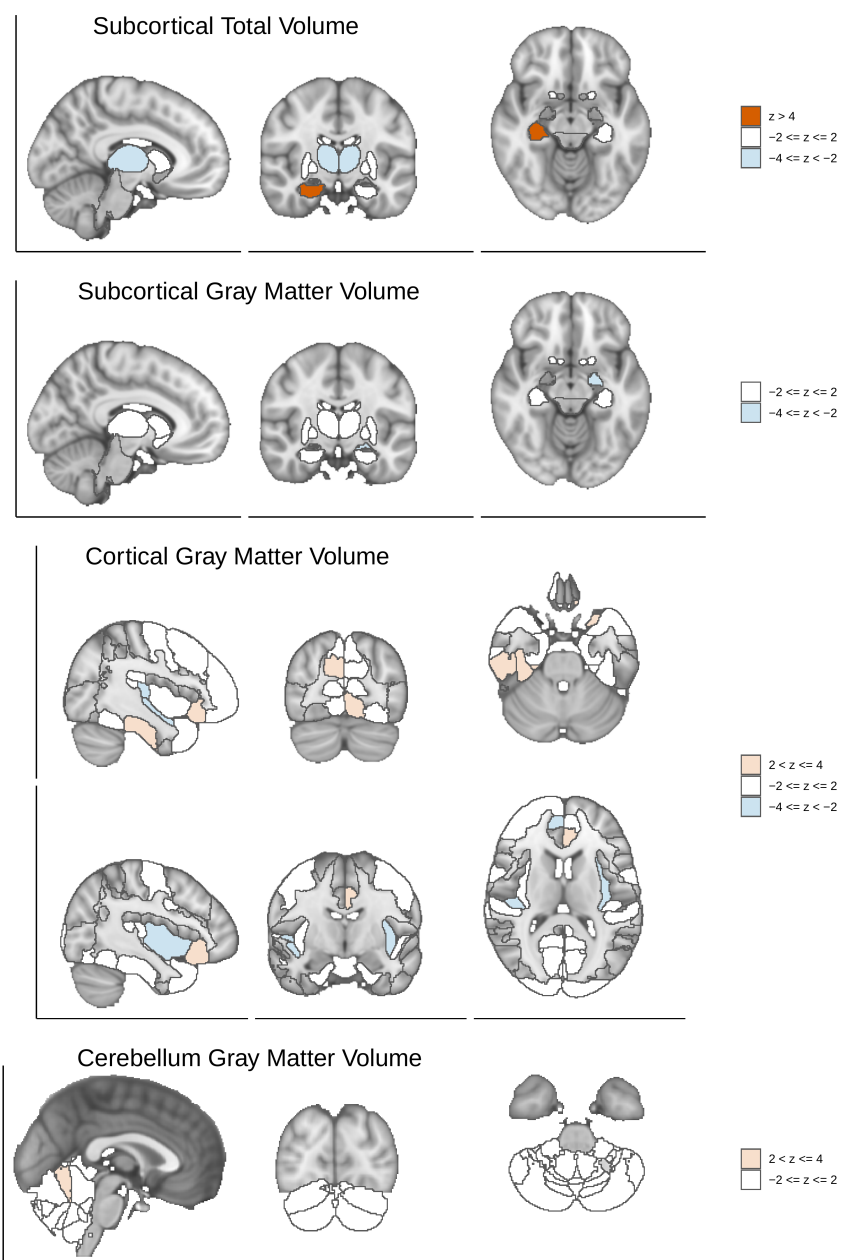 Subcortical Total Volume
z > 4
−2 <= z <= 2
−4 <= z < −2
Subcortical Gray Matter Volume
−2 <= z <= 2
−4 <= z < −2
Cortical Gray Matter Volume
2 < z <= 4
−2 <= z <= 2
−4 <= z < −2
Cerebellum Gray Matter Volume
2 < z <= 4
−2 <= z <= 2